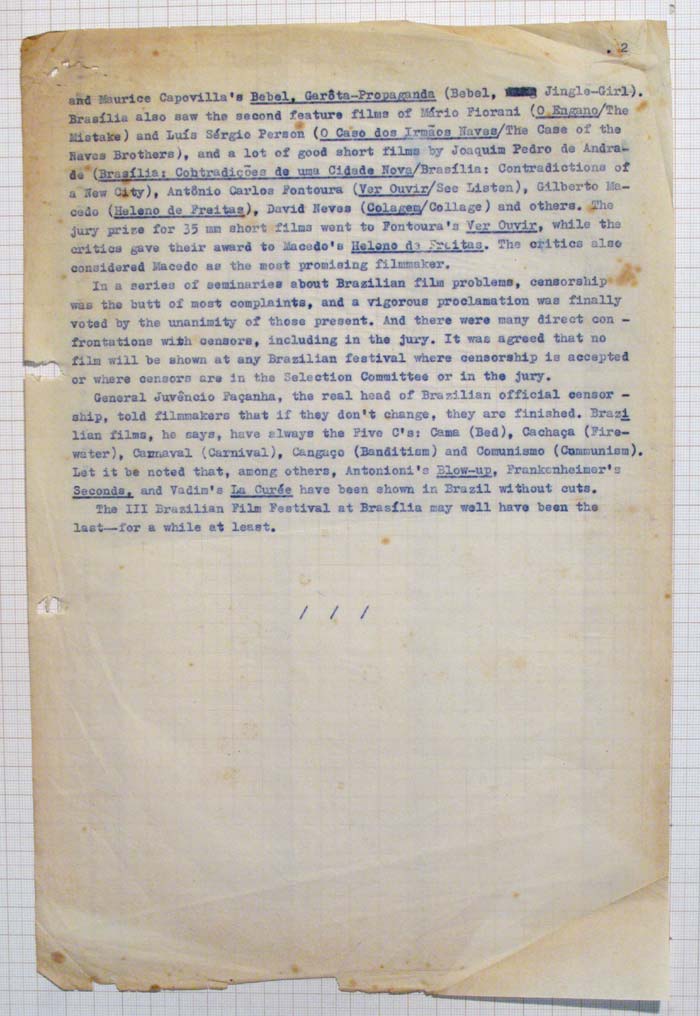 . 2
and Maurice Capovilla's Bebel, Garôta-Propaganda (Bebel, Jingle-Girl).
Brasília also saw the second feature films of Mário Fiorani (O Engano/The
Mistake) and Luís Sérgio Person (O Caso dos Irmãos Naves/The Case of the
Naves Brothers), and a lot of good short films by Joaquim Pedro de Andra-
de (Brasília: Cobtradições de uma Cidade Nova/Brasília: Contradictions of
a New City), Antônio Carlos Fontoura (Ver Ouvir/See Listen), Gilberto Ma-
cedo (Heleno de Freitas), David Neves (Colagem/Collage) and others. The
jury prize for 35 mm short films went to Fontoura's Ver Ouvir, while the
critics gave their award to Macedo's Heleno de Freitas. The critics also
considered Macedo as the most promising filmmaker.
In a series of seminaries about Brazilian film problems, censorship
was the butt of most complaints, and a vigorous proclamation was finally
voted by the unanimity of those present. And there were many direct con -
frontations with censors, including in the jury. It was agreed that no
film will be shown at any Brazilian festival where censorship is accepted
or where censors are in the Selection Committee or in the jury.
General Juvêncio Façanha, the real head of Brazilian official censor -
ship, told filmmakers that if they don't change, they are finished. Brazi
lian films, he says, have always the Five C's: Cama (Bed), Cachaça (Fire-
water), Carnaval (Carnival), Cangaço (Banditism) and Comunismo (Communism).
Let it be noted that, among others, Antonioni's Blow-up, Frankenheimer's
Seconds, and Vadim's La Curée have been shown in Brazil without cuts.
The III Brazilian Film Festival at Brasília may well have been the
last—for a while at least.
/ / /